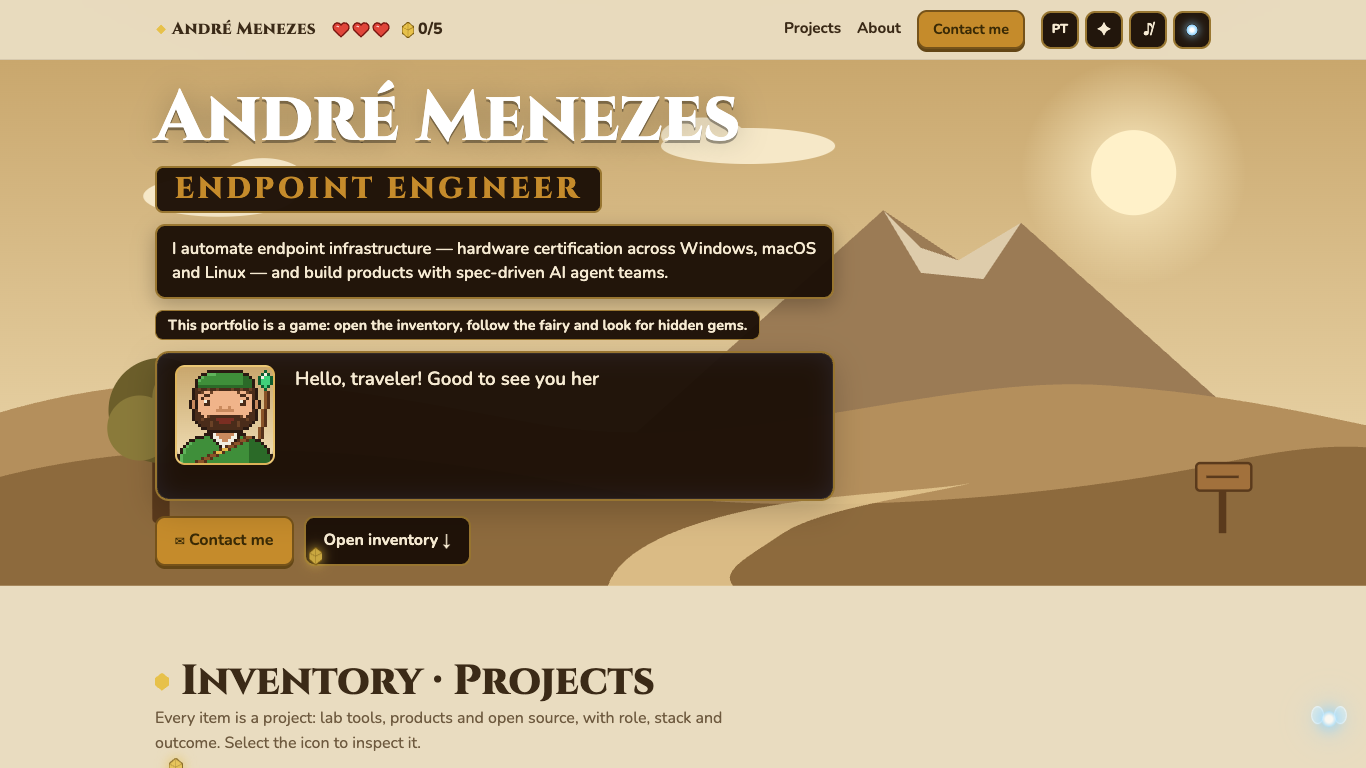 ANDRÉ MENEZES
0/5
Projects
About
Contact me
PT
ANDRÉ MENEZES
ENDPOINT ENGINEER
I automate endpoint infrastructure — hardware certification across Windows, macOS
and Linux — and build products with spec-driven AI agent teams.
This portfolio is a game: open the inventory, follow the fairy and look for hidden gems.
Hello, traveler! Good to see you her
✉ Contact me
Open inventory ↓
INVENTORY · PROJECTS
Every item is a project: lab tools, products and open source, with role, stack and
outcome. Select the icon to inspect it.